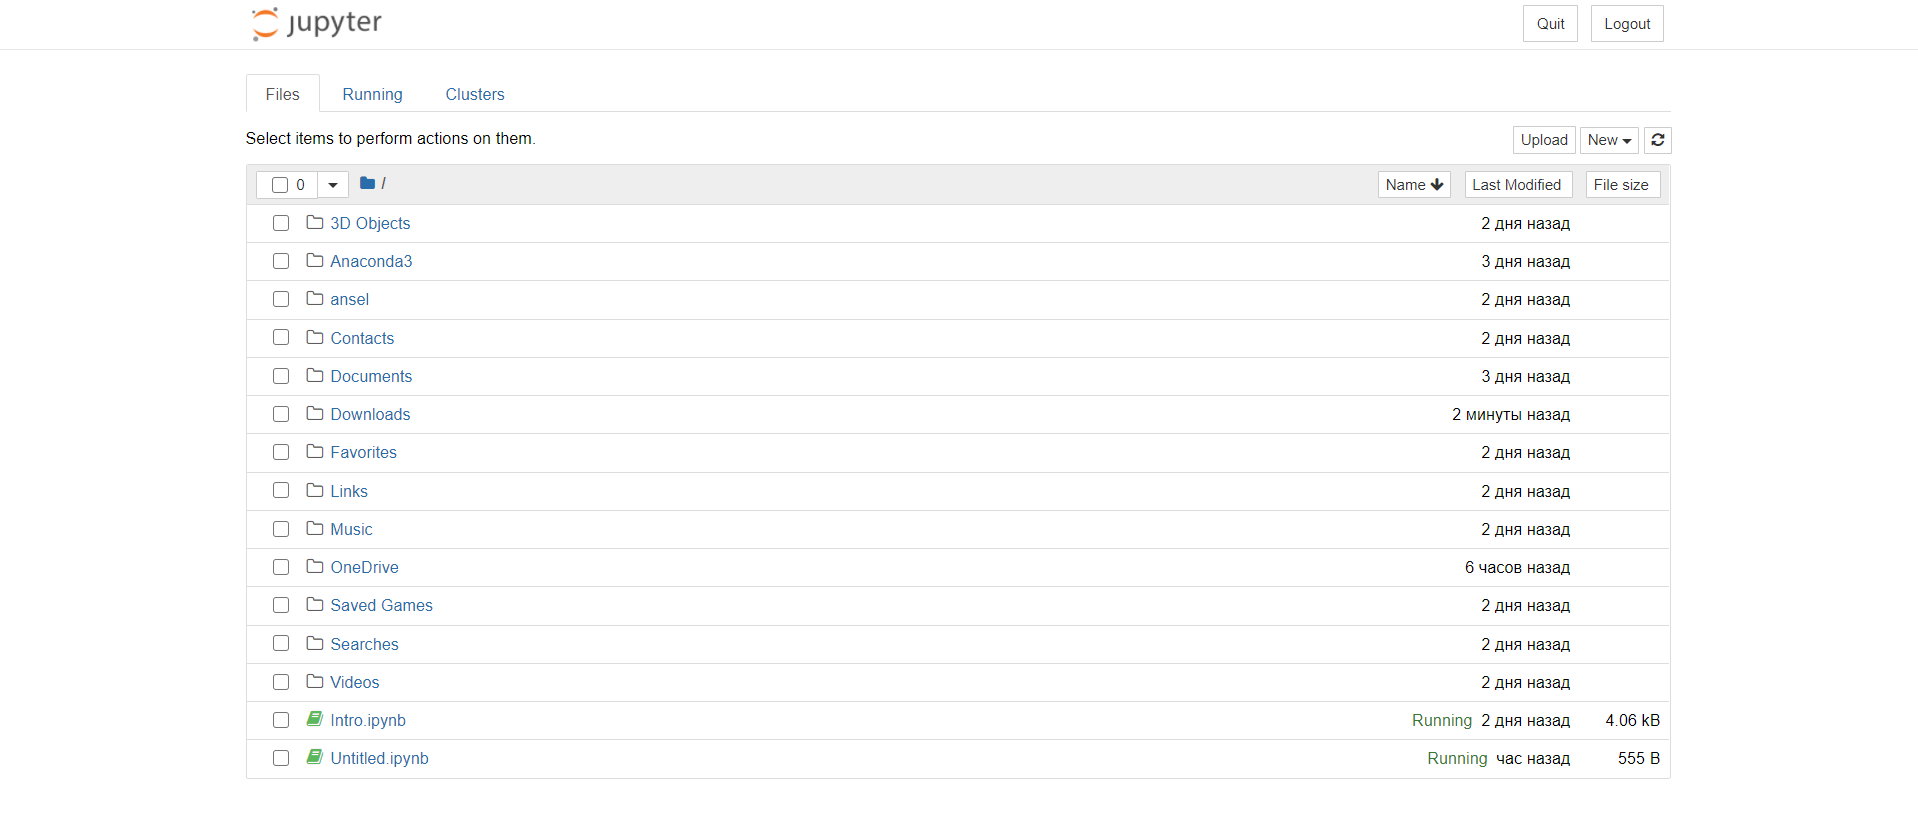 jupyter
Quit Logout
Files Running Clusters
Select items to perform actions on them.
Upload New
0 / Name Last Modified File size
3D Objects 2 дня назад
Anaconda3 3 дня назад
ansel 2 дня назад
Contacts 2 дня назад
Documents 3 дня назад
Downloads 2 минуты назад
Favorites 2 дня назад
Links 2 дня назад
Music 2 дня назад
OneDrive 6 часов назад
Saved Games 2 дня назад
Searches 2 дня назад
Videos 2 дня назад
Intro.ipynb Running 2 дня назад 4.06 kB
Untitled.ipynb Running час назад 555 B